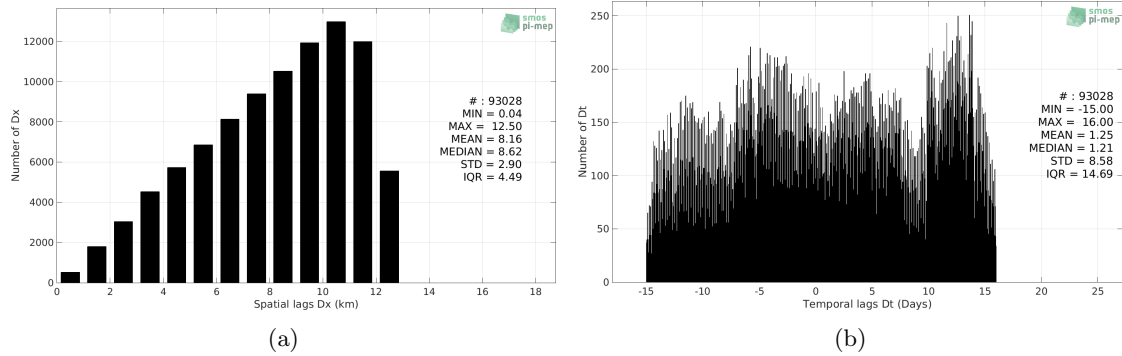 smos
pi-mep
12000
10000
8000
6000
4000
2000
0
Number of Dx
# : 93028
MIN = 0.04
MAX = 12.50
MEAN = 8.16
MEDIAN = 8.62
STD = 2.90
IQR = 4.49
0 2 4 6 8 10 12 14 16 18
Spatial lags Dx (km)
(a)
smos
pi-mep
250
200
150
100
50
0
Number of Dt
# : 93028
MIN = -15.00
MAX = 16.00
MEAN = 1.25
MEDIAN = 1.21
STD = 8.58
IQR = 14.69
-15 -10 -5 0 5 10 15 20 25
Temporal lags Dt (Days)
(b)